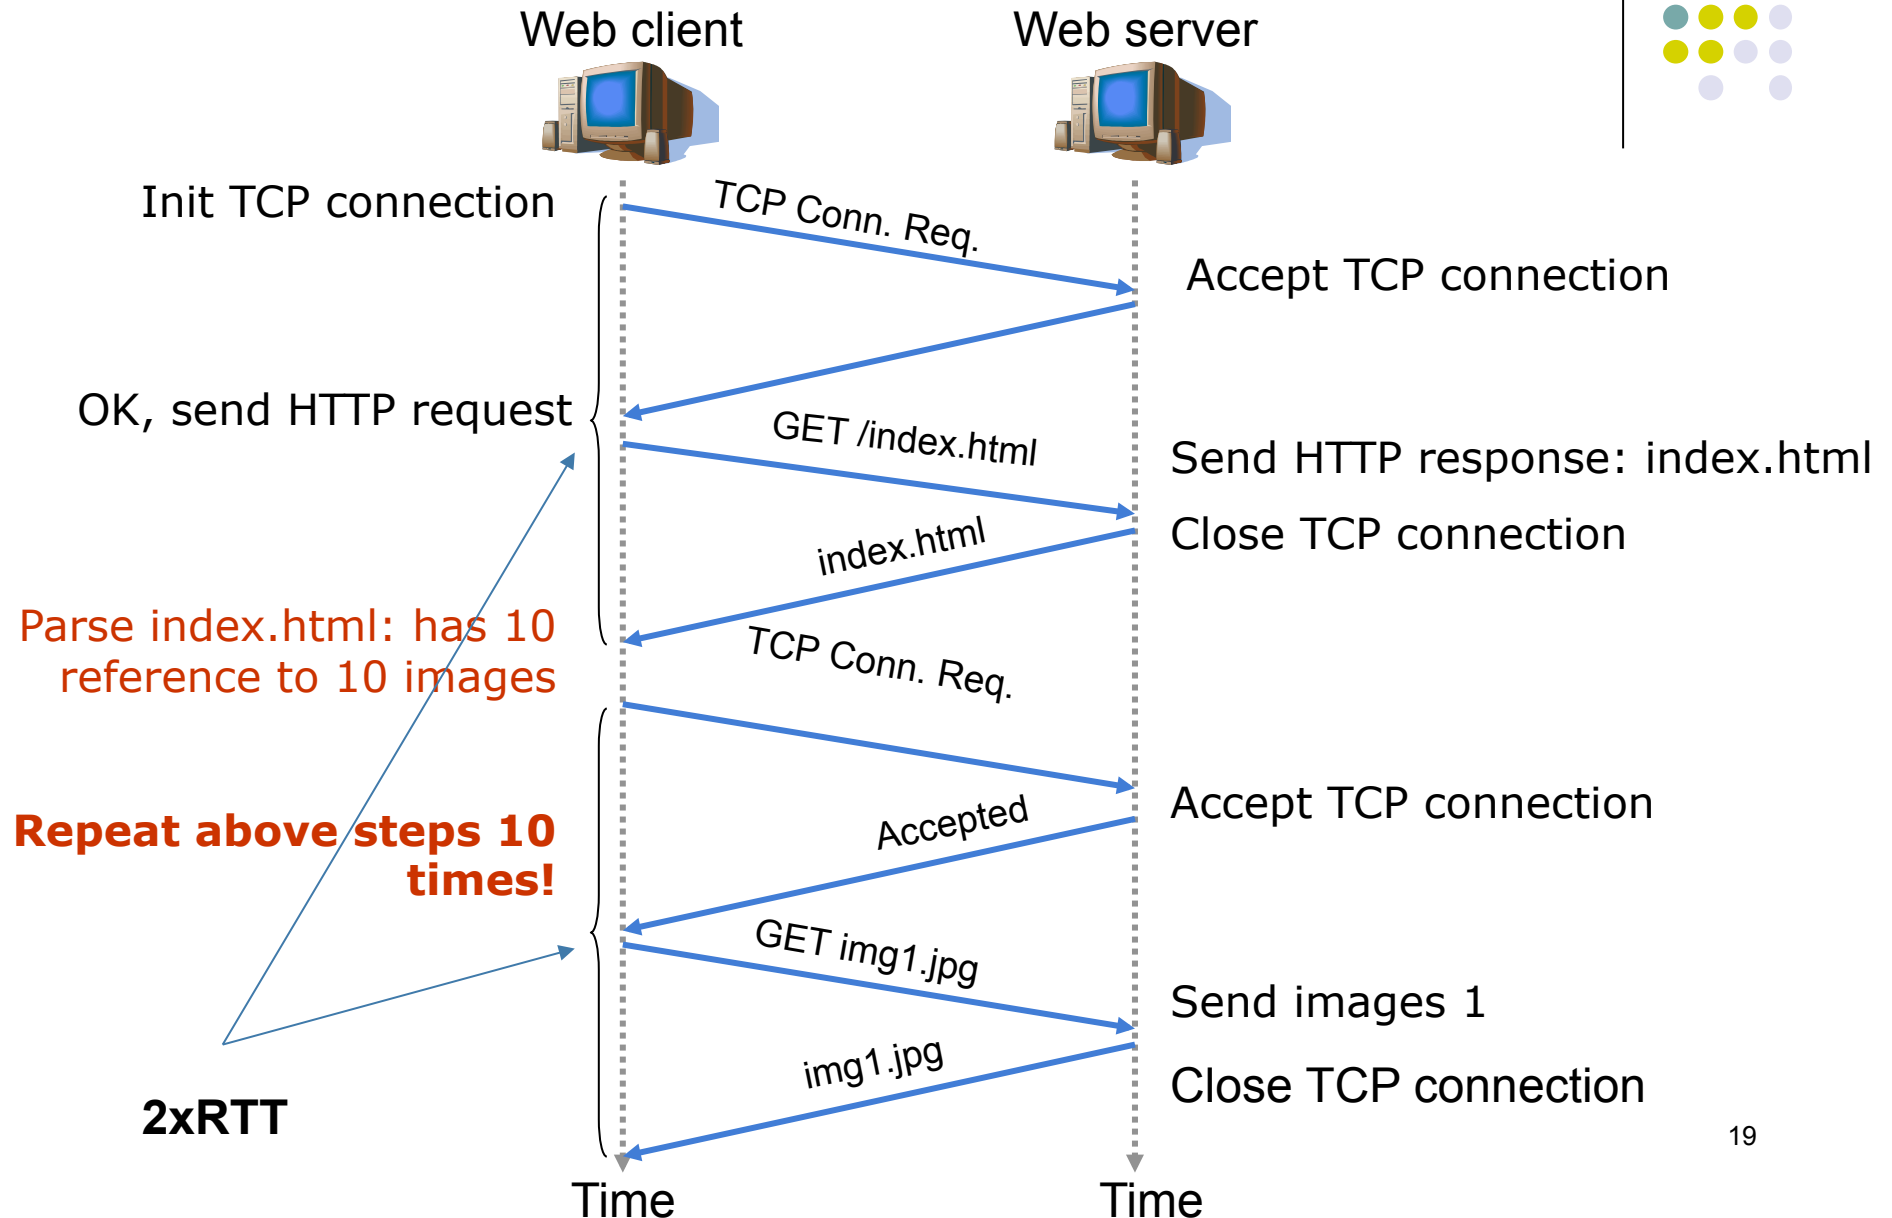 Web client
Web server
Init TCP connection
TCP Conn. Req.
Accept TCP connection
OK, send HTTP request
GET /index.html
Send HTTP response: index.html
Close TCP connection
index.html
Parse index.html: has 10
reference to 10 images
TCP Conn. Req.
Accept TCP connection
Repeat above steps 10
times!
Accepted
GET img1.jpg
Send images 1
img1.jpg
Close TCP connection
2xRTT
19
Time
Time